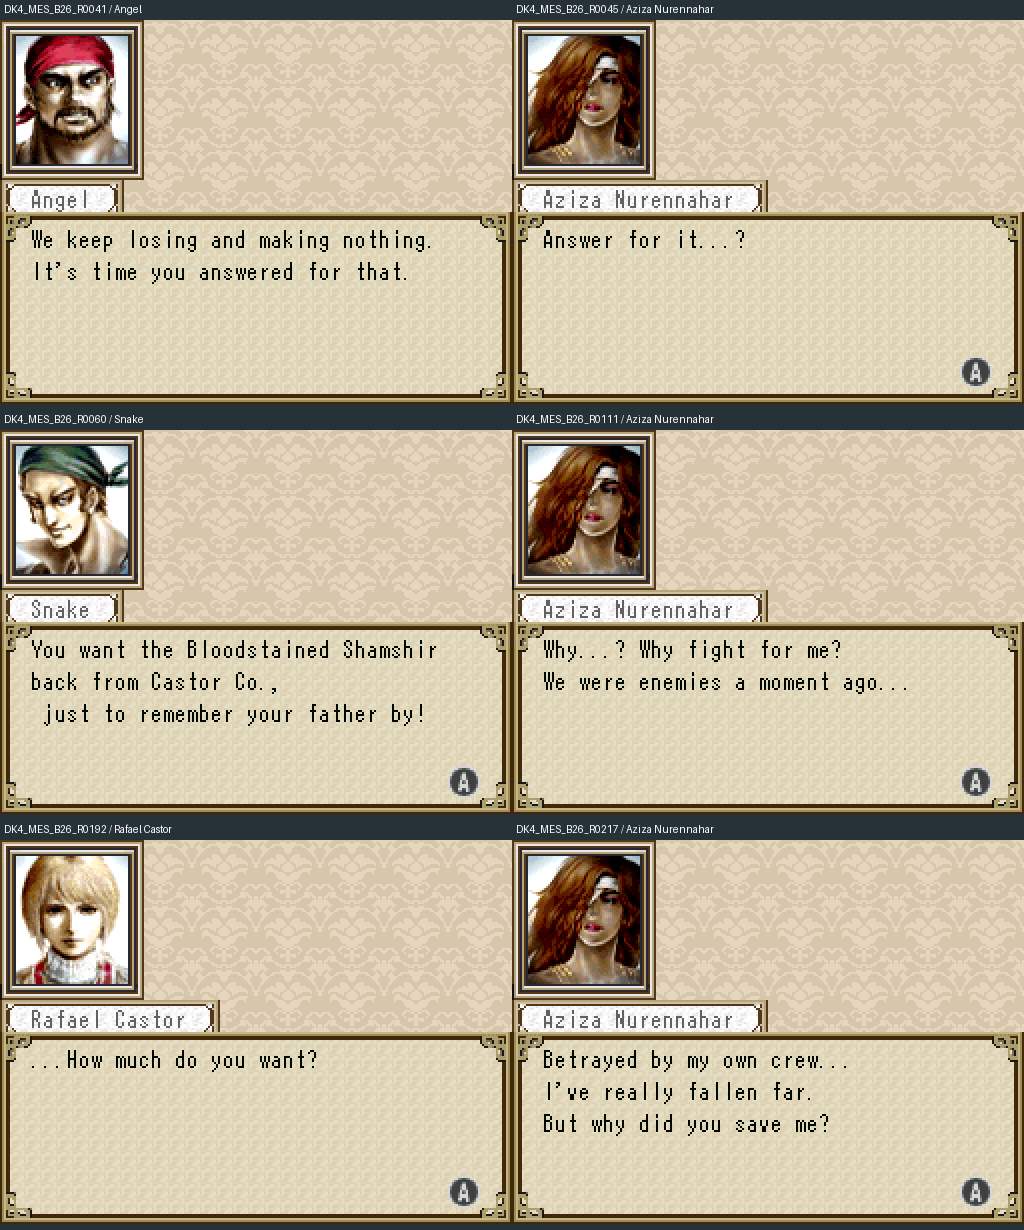 DK4_MES_B26_R0041 / Angel
Angel
We keep losing and making nothing.
It's time you answered for that.
DK4_MES_B26_R0045 / Aziza Nurennahar
Aziza Nurennahar
Answer for it...?
A
DK4_MES_B26_R0060 / Snake
Snake
You want the Bloodstained Shamshir
back from Castor Co.,
just to remember your father by!
A
DK4_MES_B26_R0111 / Aziza Nurennahar
Aziza Nurennahar
Why...? Why fight for me?
We were enemies a moment ago...
A
DK4_MES_B26_R0192 / Rafael Castor
Rafael Castor
...How much do you want?
A
DK4_MES_B26_R0217 / Aziza Nurennahar
Aziza Nurennahar
Betrayed by my own crew...
I've really fallen far.
But why did you save me?
A